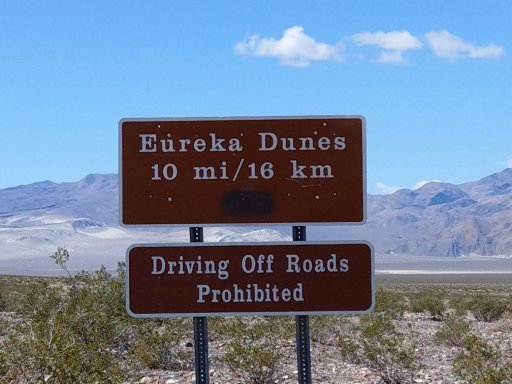 Eureka Dunes
10 mi/16 km
Driving Off Roads
Prohibited